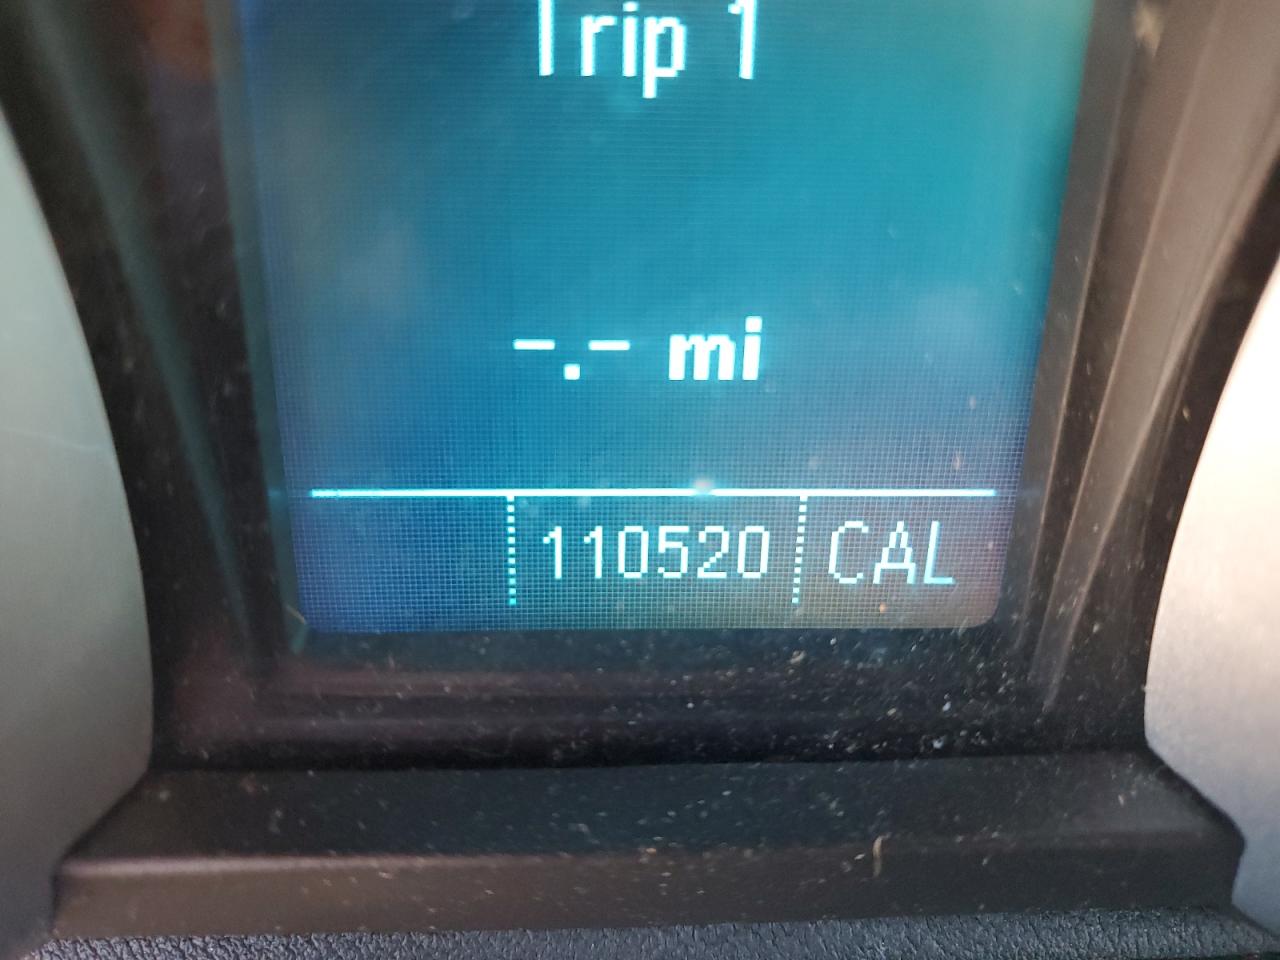 Trip 1
-.- mi
110520 CAL